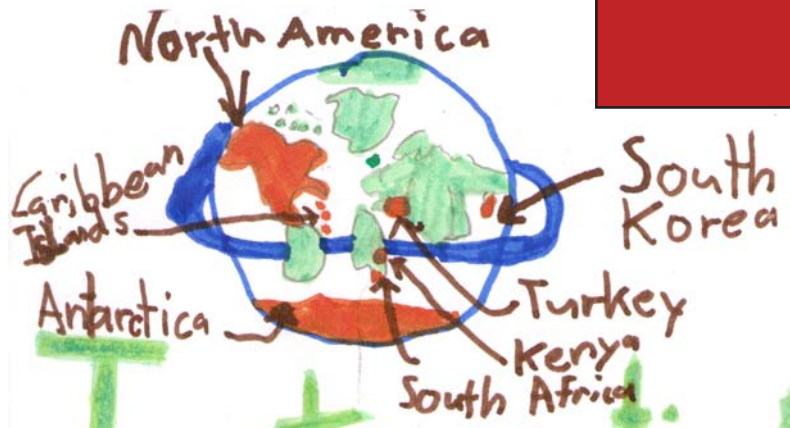 North America
Caribbean
Islands
South
Korea
Antarctica
Turkey
Kenya
South Africa